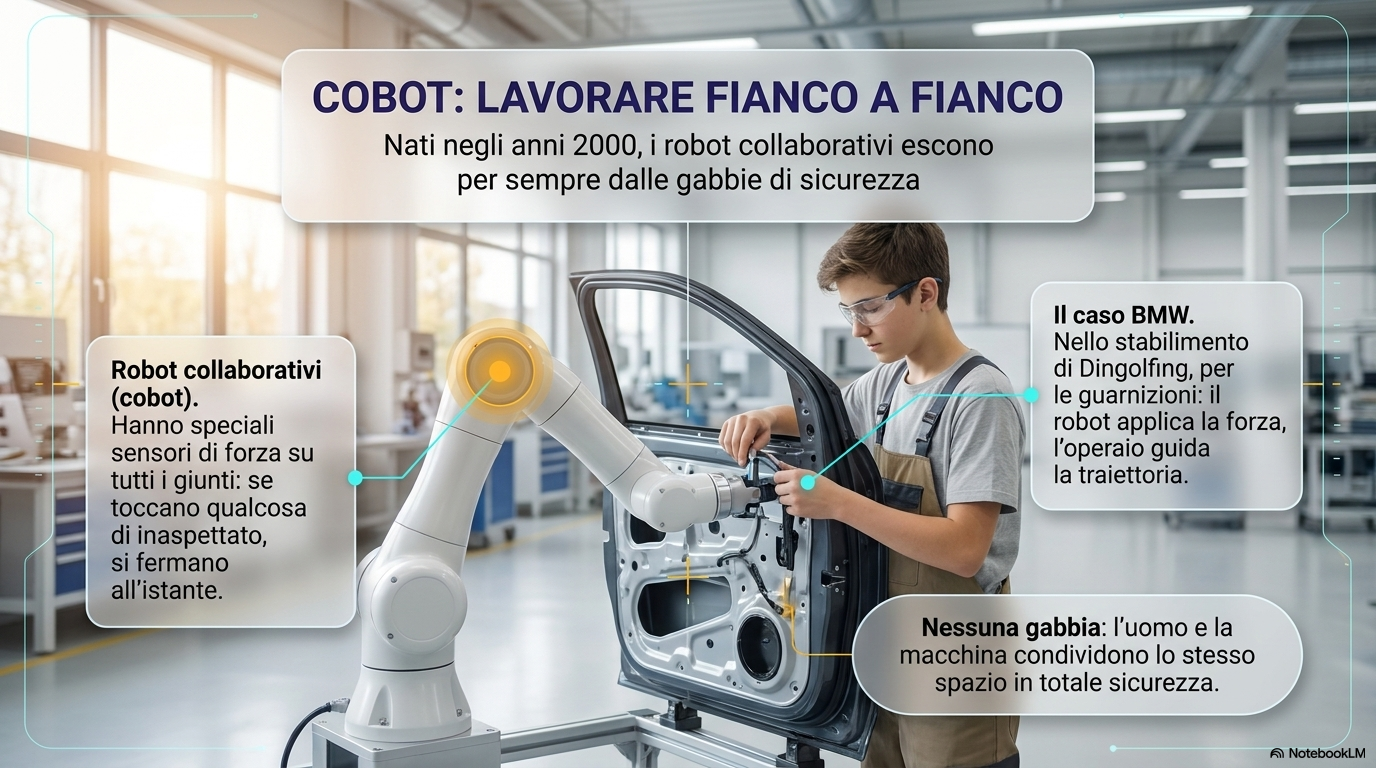 COBOT: LAVORARE FIANCO A FIANCO
Nati negli anni 2000, i robot collaborativi escono
per sempre dalle gabbie di sicurezza
Robot collaborativi
(cobot).
Hanno speciali
sensori di forza su
tutti i giunti: se
toccano qualcosa
di inaspettato,
si fermano
all'istante.
Il caso BMW.
Nello stabilimento
di Dingolfing, per
le guarnizioni: il
robot applica la forza,
l'operaio guida
la traiettoria.
Nessuna gabbia: l'uomo e la
macchina condividono lo stesso
spazio in totale sicurezza.
NotebookLM